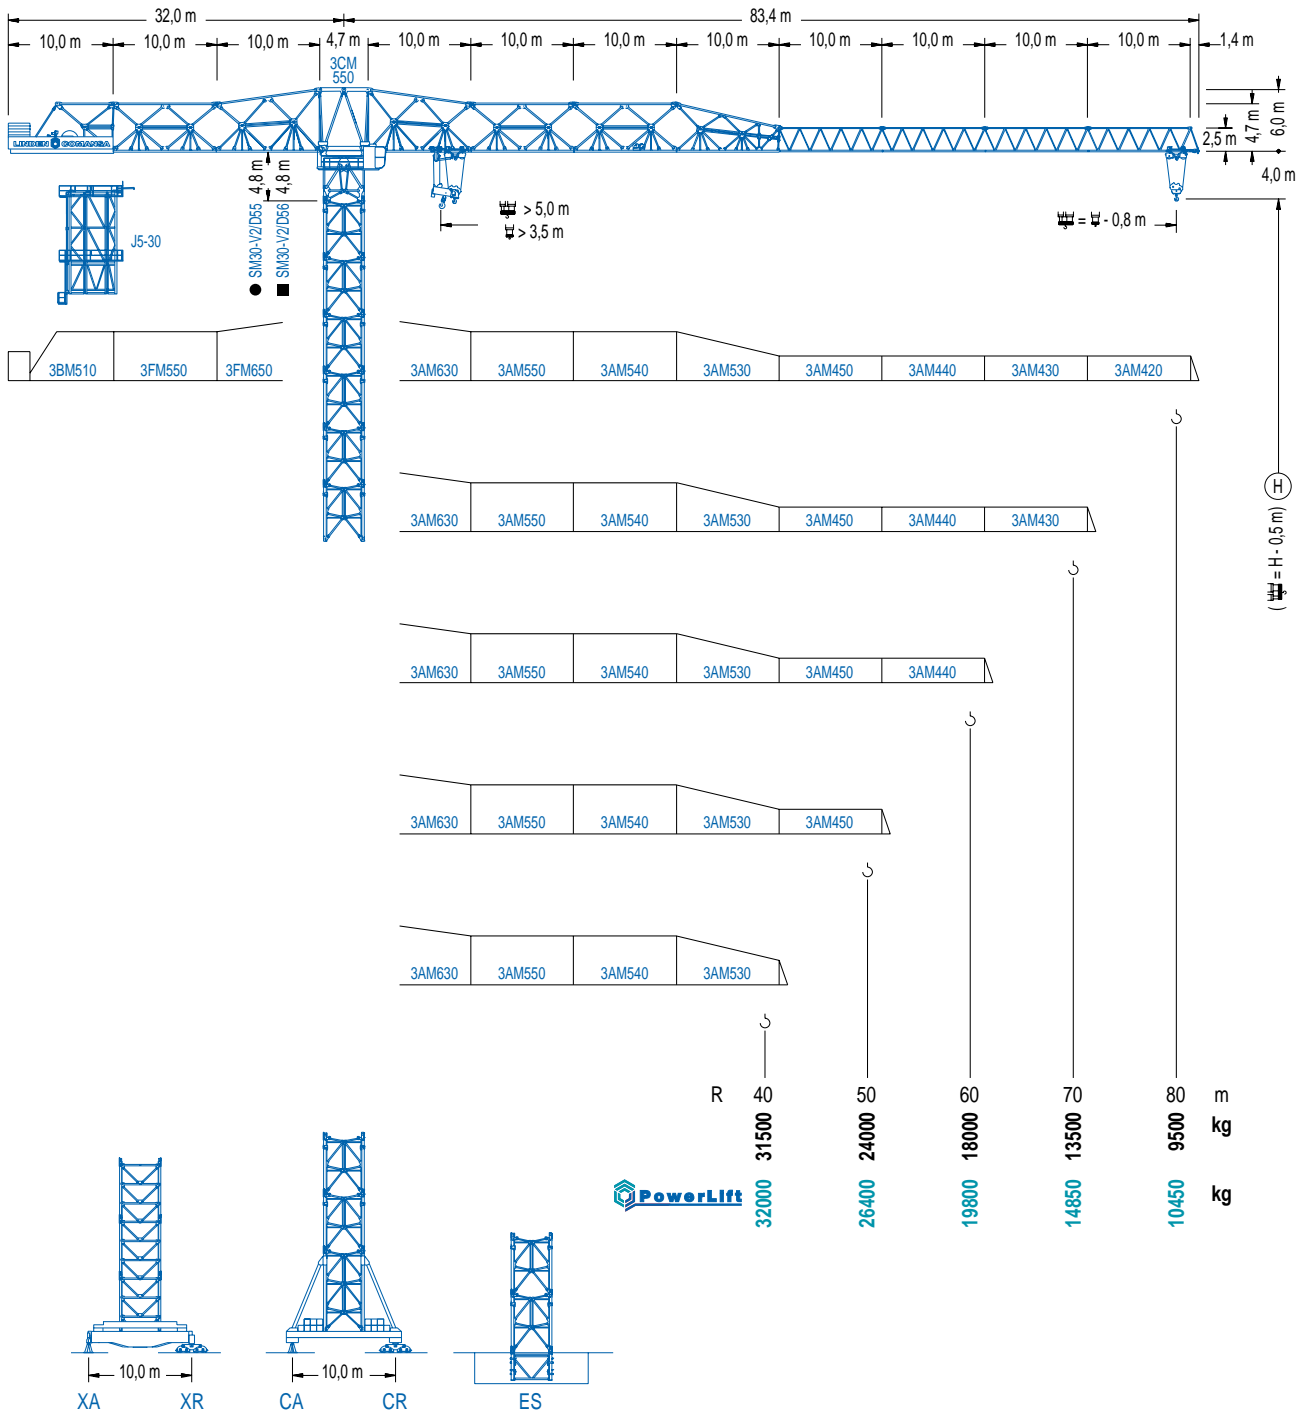 32,0 m 83,4 m
10,0 m 10,0 m 10,0 m 4,7 m 10,0 m 10,0 m 10,0 m 10,0 m 10,0 m 10,0 m 10,0 m 10,0 m 1,4 m
3CM
550
LINDEN COMANSA
2,5 m 4,7 m 6,0 m
4,0 m
4,8 m 4,8 m
SM30-V2/D55
SM30-V2/D56
J5-30
> 5,0 m
> 3,5 m
= - 0,8 m
3BM510 3FM550 3FM650 3AM630 3AM550 3AM540 3AM530 3AM450 3AM440 3AM430 3AM420
H
( = H - 0,5 m)
3AM630 3AM550 3AM540 3AM530 3AM450 3AM440 3AM430
3AM630 3AM550 3AM540 3AM530 3AM450 3AM440
3AM630 3AM550 3AM540 3AM530 3AM450
3AM630 3AM550 3AM540 3AM530
R 40 50 60 70 80 m
31500 24000 18000 13500 9500 kg
PowerLift 32000 26400 19800 14850 10450 kg
10,0 m 10,0 m
XA XR CA CR ES